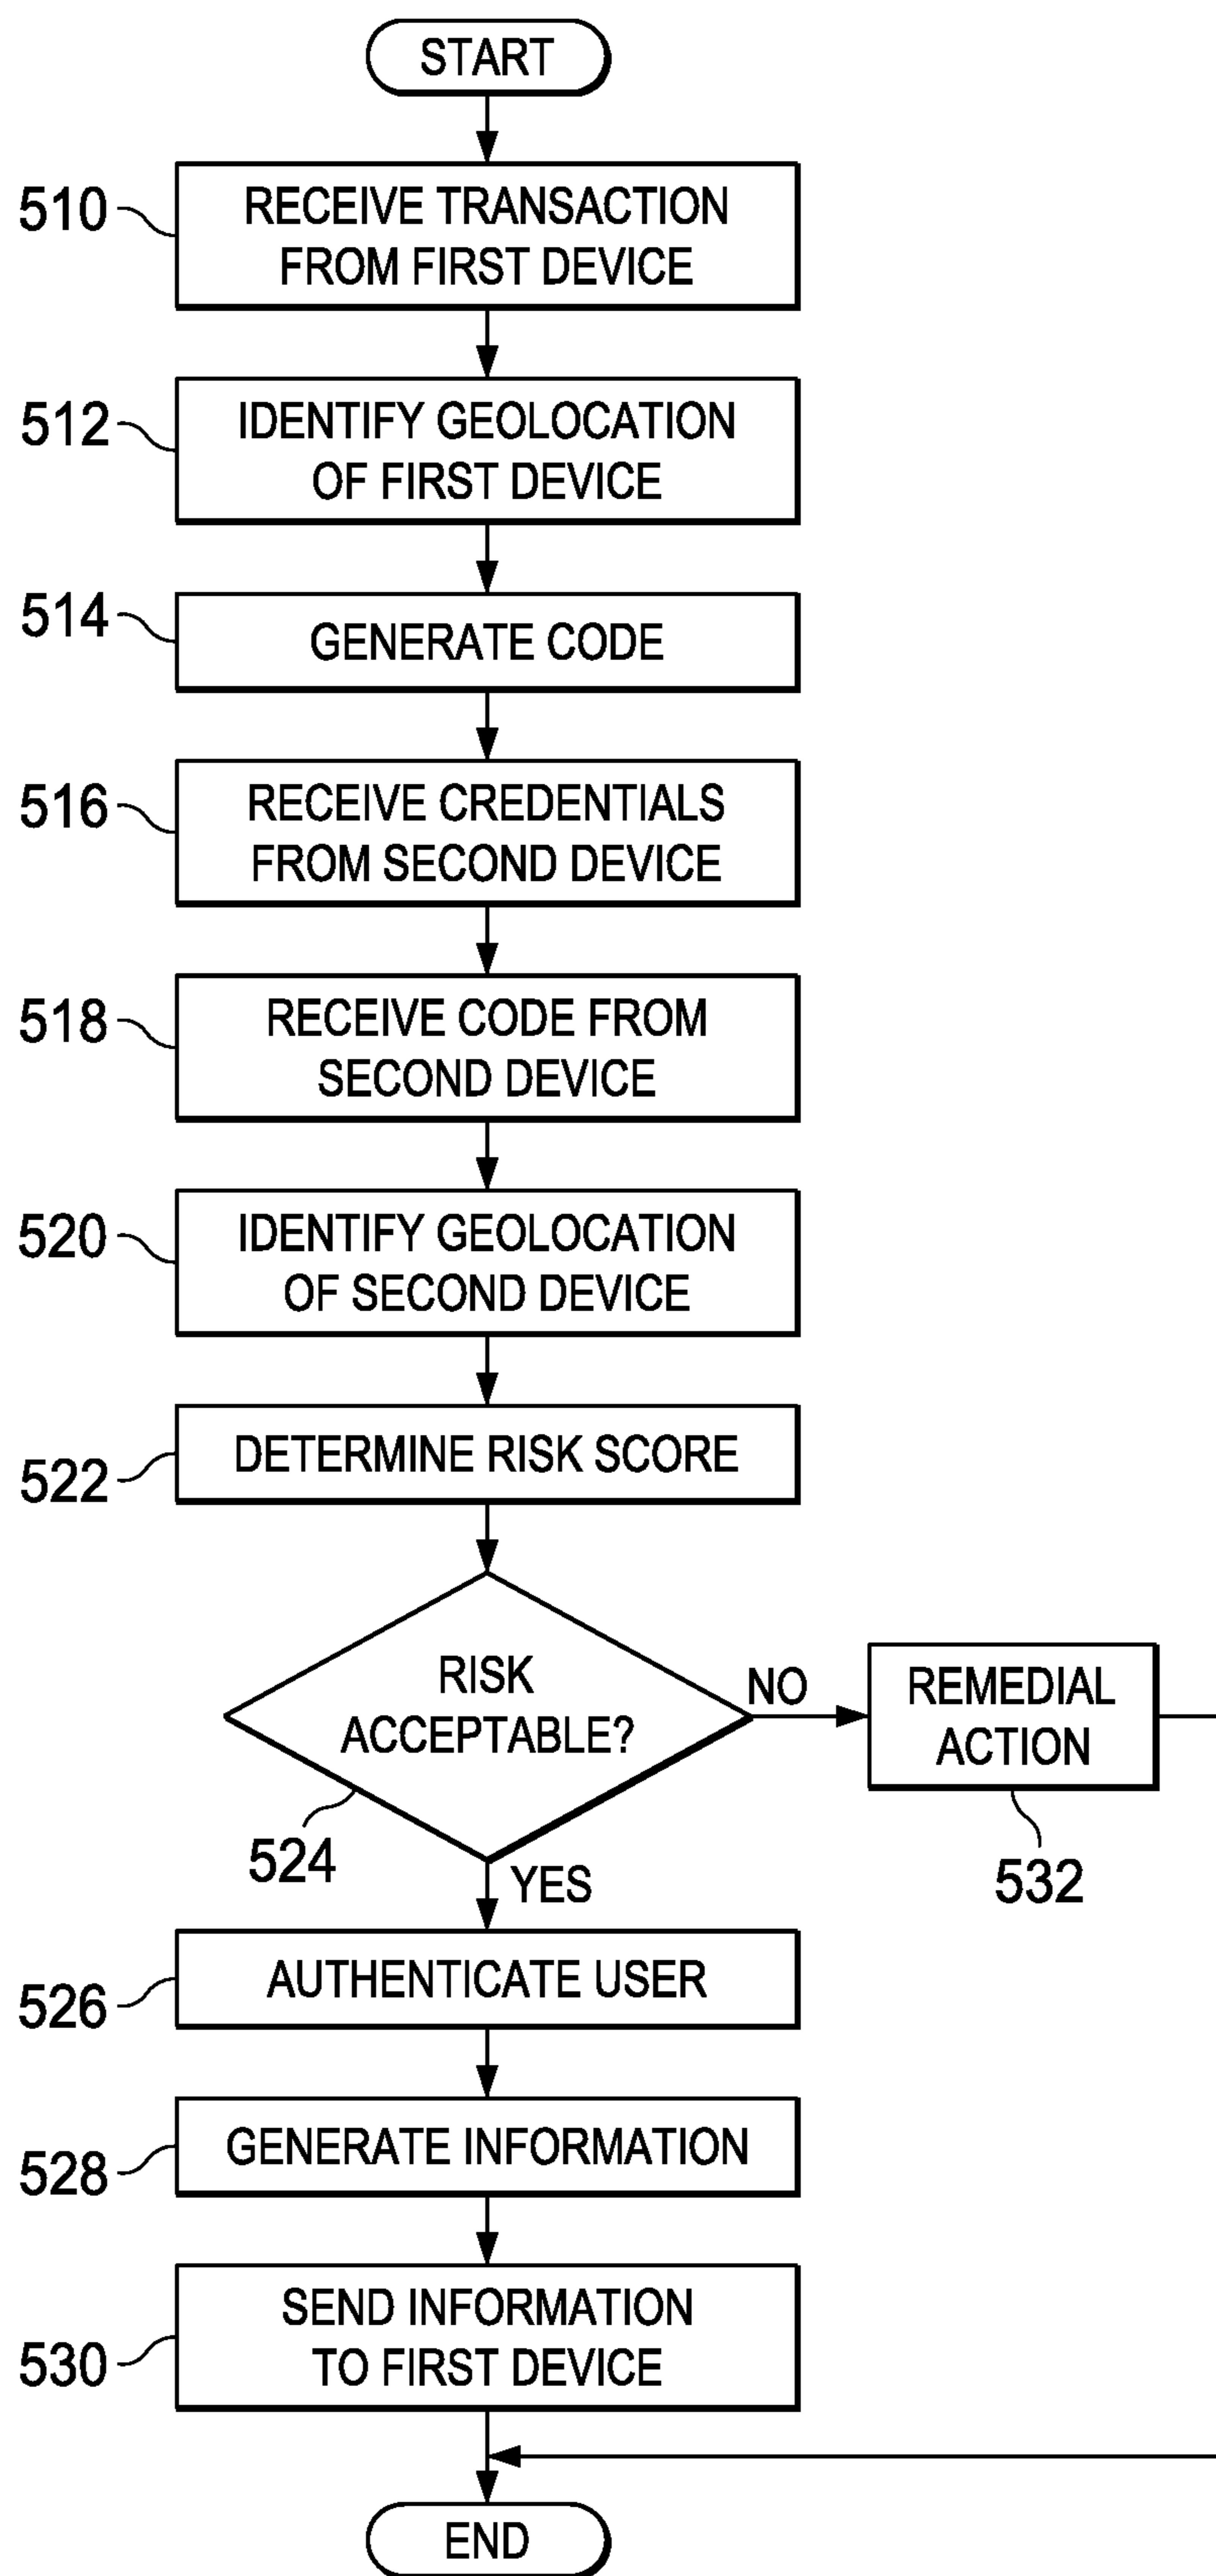 START
510
RECEIVE TRANSACTION
FROM FIRST DEVICE
512
IDENTIFY GEOLOCATION
OF FIRST DEVICE
514
GENERATE CODE
516
RECEIVE CREDENTIALS
FROM SECOND DEVICE
518
RECEIVE CODE FROM
SECOND DEVICE
520
IDENTIFY GEOLOCATION
OF SECOND DEVICE
522
DETERMINE RISK SCORE
RISK
ACCEPTABLE?
524
NO
REMEDIAL
ACTION
532
YES
526
AUTHENTICATE USER
528
GENERATE INFORMATION
530
SEND INFORMATION
TO FIRST DEVICE
END